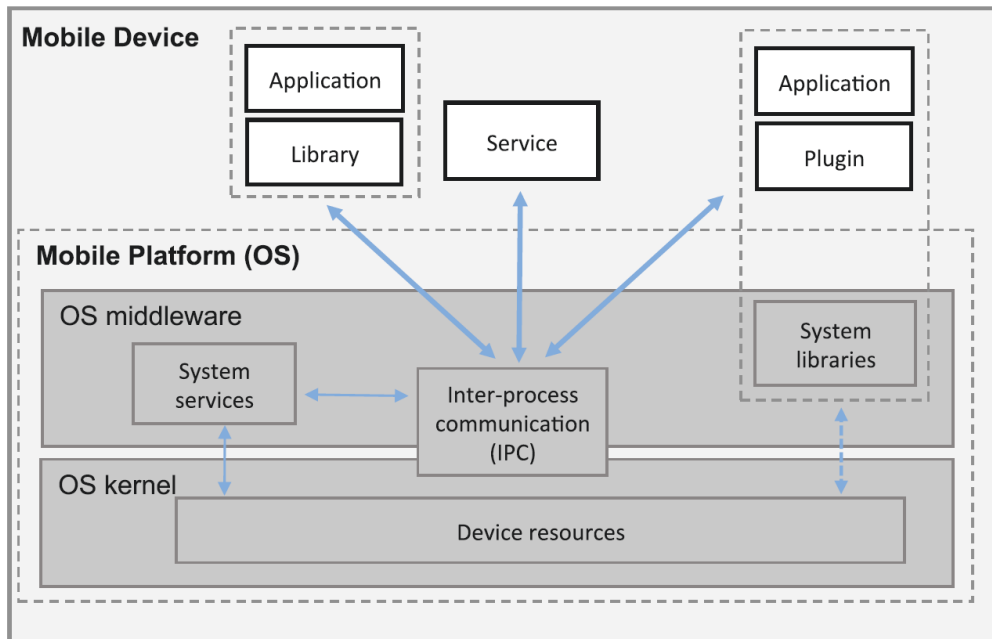 Mobile Device
Application
Library
Service
Application
Plugin
Mobile Platform (OS)
OS middleware
System
services
Inter-process
communication
(IPC)
System
libraries
OS kernel
Device resources